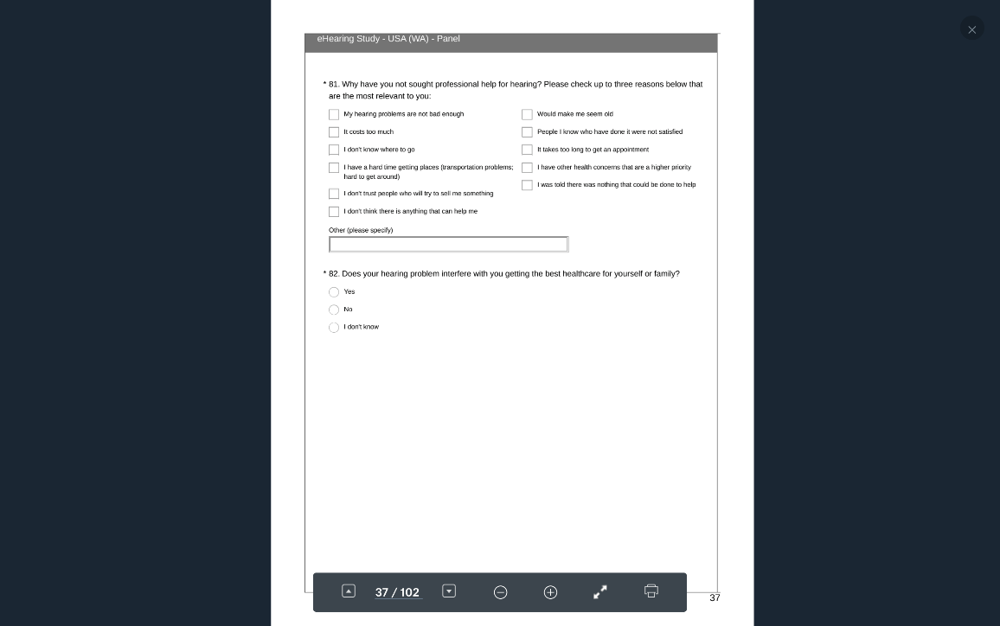 eHearing Study - USA (WA) - Panel
* 81. Why have you not sought professional help for hearing? Please check up to three reasons below that
are the most relevant to you:
My hearing problems are not bad enough
It costs too much
I don't know where to go
I have a hard time getting places (transportation problems;
hard to get around)
I don't trust people who will try to sell me something
I don't think there is anything that can help me
Would make me seem old
People I know who have done it were not satisfied
It takes too long to get an appointment
I have other health concerns that are a higher priority
I was told there was nothing that could be done to help
Other (please specify)
* 82. Does your hearing problem interfere with you getting the best healthcare for yourself or family?
Yes
No
I don't know
37 / 102
37